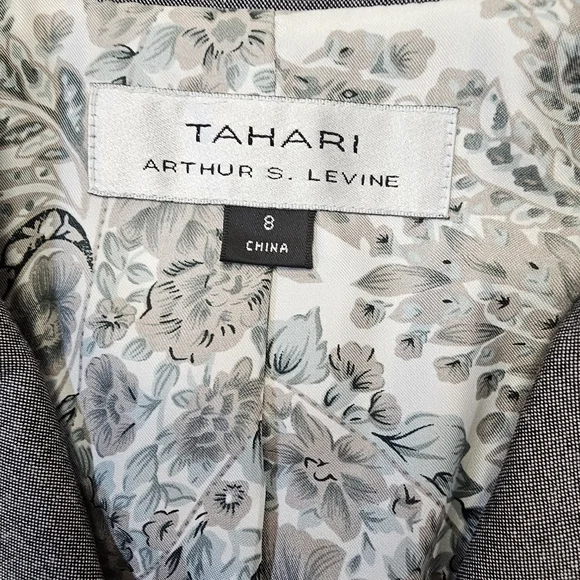 TAHARI
ARTHUR S. LEVINE
8
CHINA